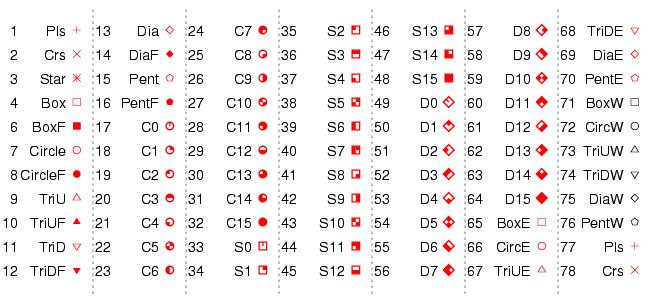 1 Pls 13 Dia 24 C7 35 S2 46 S13 57 D8 68 TriDE
2 Crs 14 DiaF 25 C8 36 S3 47 S14 58 D9 69 DiaE
3 Star 15 Pent 26 C9 37 S4 48 S15 59 D10 70 PentE
4 Box 16 PentF 27 C10 38 S5 49 D0 60 D11 71 BoxW
6 BoxF 17 C0 28 C11 39 S6 50 D1 61 D12 72 CircW
7 Circle 18 C1 29 C12 40 S7 51 D2 62 D13 73 TriUW
8 CircleF 19 C2 30 C13 41 S8 52 D3 63 D14 74 TriDW
9 TriU 20 C3 31 C14 42 S9 53 D4 64 D15 75 DiaW
10 TriUF 21 C4 32 C15 43 S10 54 D5 65 BoxE 76 PentW
11 TriD 22 C5 33 S0 44 S11 55 D6 66 CircE 77 Pls
12 TriDF 23 C6 34 S1 45 S12 56 D7 67 TriUE 78 Crs